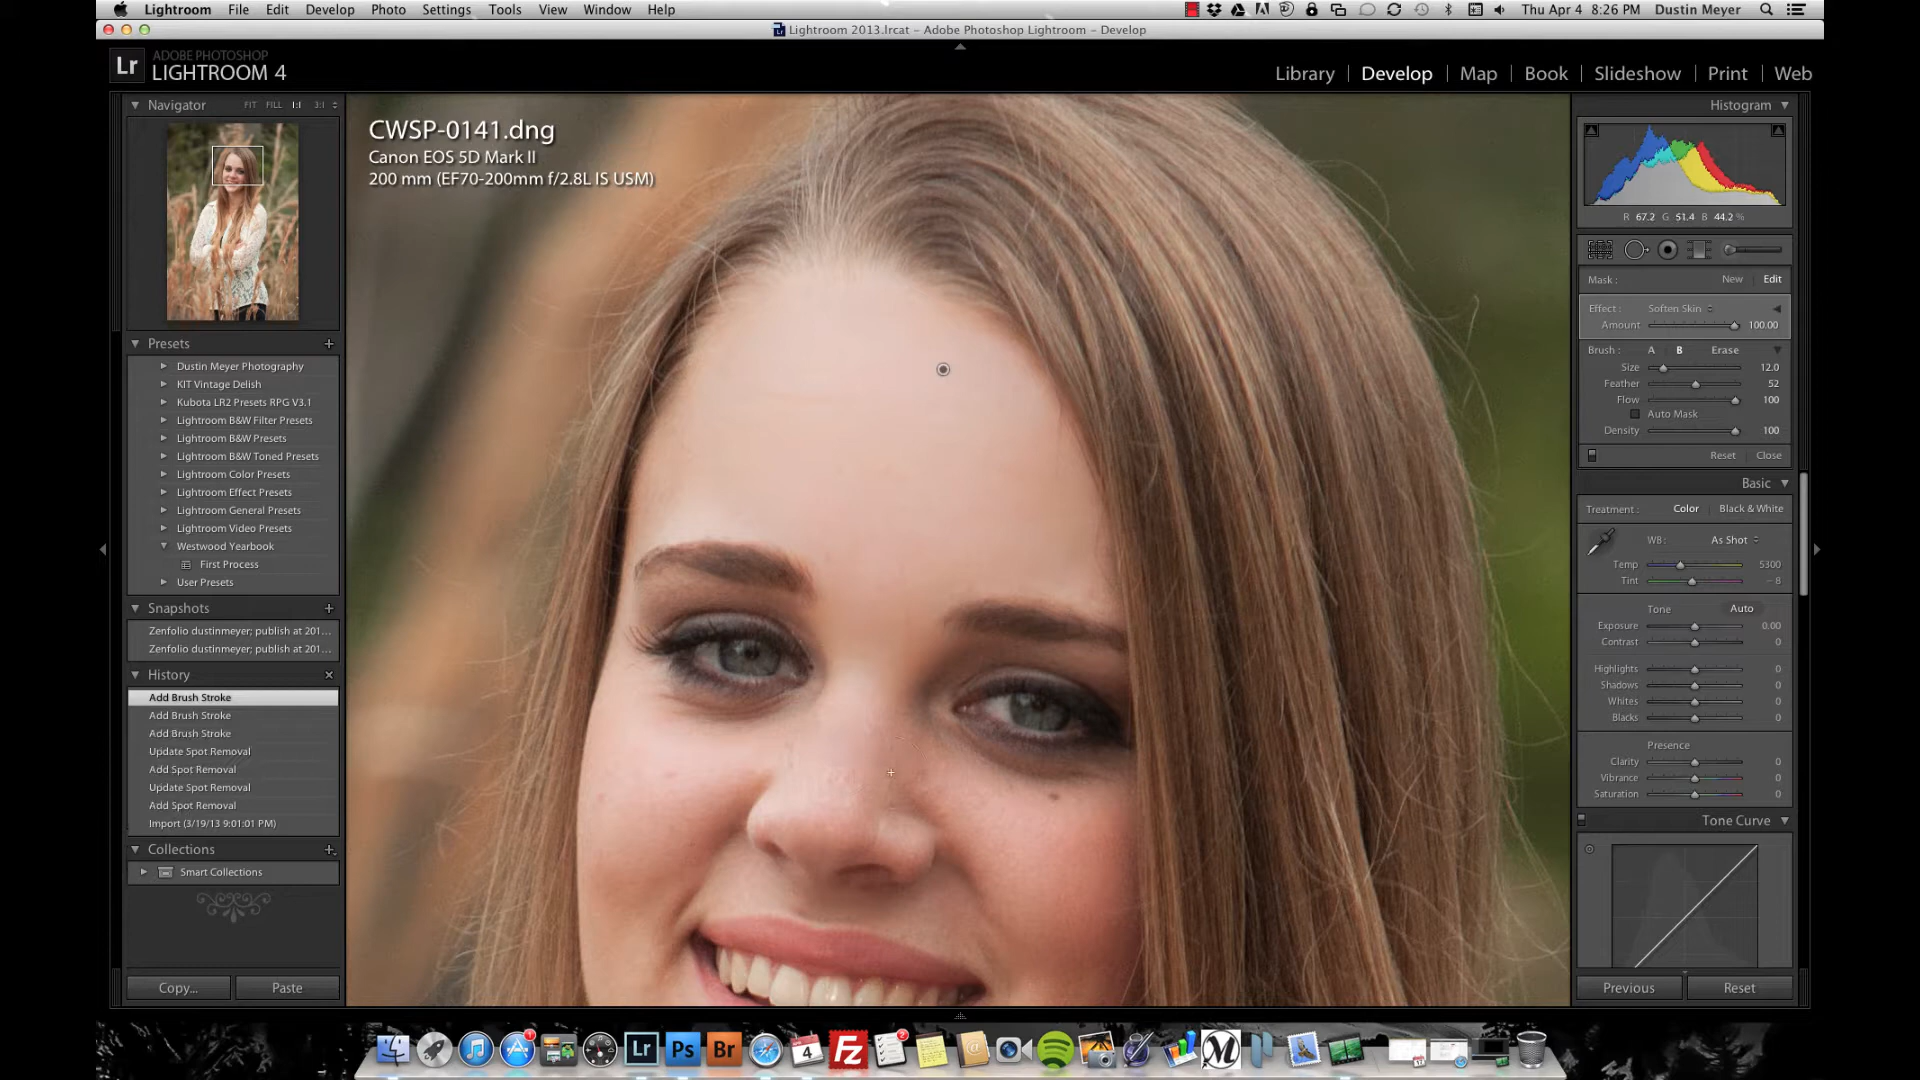 Lightroom File Edit Develop Photo Settings Tools View Window Help Thu Apr 4 8:26 PM Dustin Meyer
Lightroom 2013.lrcat – Adobe Photoshop Lightroom – Develop
Lr ADOBE PHOTOSHOP
LIGHTROOM 4
Library Develop Map Book Slideshow Print Web
Navigator FIT FILL 1:1 3:1
CWSP-0141.dng
Canon EOS 5D Mark II
200 mm (EF70-200mm f/2.8L IS USM)
Presets +
Dustin Meyer Photography
KIT Vintage Delish
Kubota LR2 Presets RPG V3.1
Lightroom B&W Filter Presets
Lightroom B&W Presets
Lightroom B&W Toned Presets
Lightroom Color Presets
Lightroom Effect Presets
Lightroom General Presets
Lightroom Video Presets
Westwood Yearbook
First Process
User Presets
Snapshots +
Zenfolio dustinmeyer; publish at 201...
Zenfolio dustinmeyer; publish at 201...
History ×
Add Brush Stroke
Add Brush Stroke
Add Brush Stroke
Update Spot Removal
Add Spot Removal
Update Spot Removal
Add Spot Removal
Import (3/19/13 9:01:01 PM)
Collections +
Smart Collections
Copy... Paste
Histogram
R 67.2 G 51.4 B 44.2 %
Mask : New Edit
Effect : Soften Skin
Amount 100.00
Brush : A B Erase
Size 12.0
Feather 52
Flow 100
Auto Mask
Density 100
Reset Close
Basic
Treatment : Color Black & White
WB : As Shot
Temp 5300
Tint – 8
Tone Auto
Exposure 0.00
Contrast 0
Highlights 0
Shadows 0
Whites 0
Blacks 0
Presence
Clarity 0
Vibrance 0
Saturation 0
Tone Curve
Previous Reset
1 Lr Ps Br 4 FZ 2